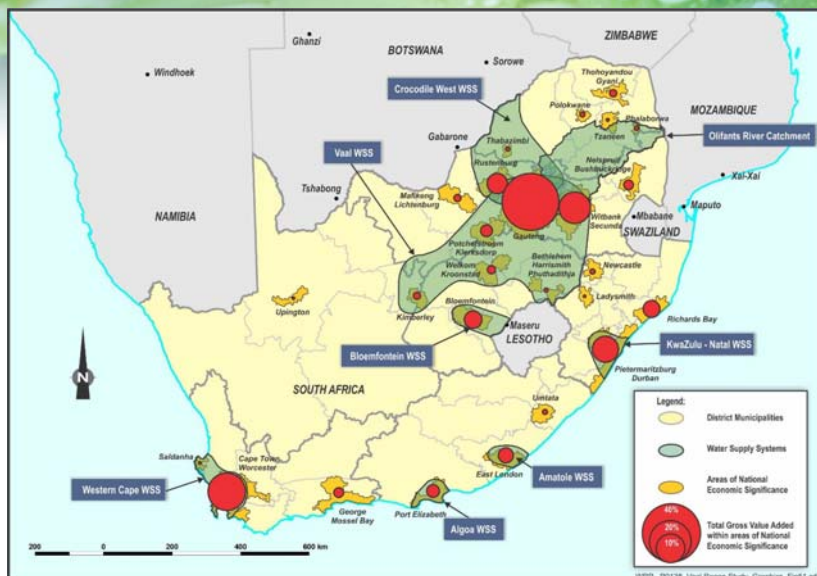 ZIMBABWE
Ghanzi
BOTSWANA
Windhoek
Sorowe
Thohoyandou
Gyani
Crocodile West WSS
Polokwane
MOZAMBIQUE
Phalaborwa
Thabazimbi
Tzaneen
Olifants River Catchment
Gabarone
Vaal WSS
Rustenburg
Nelspruit
Bushbuckridge
Xai-Xai
Tshabong
Mafikeng
Lichtenburg
Mbabane
Maputo
NAMIBIA
Witbank
Secunda
Gauteng
SWAZILAND
Potchefstroom
Klerksdorp
Bethlehem
Harrismith
Phuthaditjha
Newcastle
Welkom
Kroonstad
Upington
Kimberley
Bloemfontein
Ladysmith
Richards Bay
Maseru
LESOTHO
Bloemfontein WSS
KwaZulu - Natal WSS
Pietermaritzburg
Durban
N
SOUTH AFRICA
Umtata
Saldanha
Cape Town
Worcester
East London
Amatole WSS
Western Cape WSS
George
Mossel Bay
Port Elizabeth
Algoa WSS
200 0 200 400 600 km
Legend:
District Municipalities
Water Supply Systems
Areas of National
Economic Significance
40%
20%
10%
Total Gross Value Added
within areas of National
Economic Significance